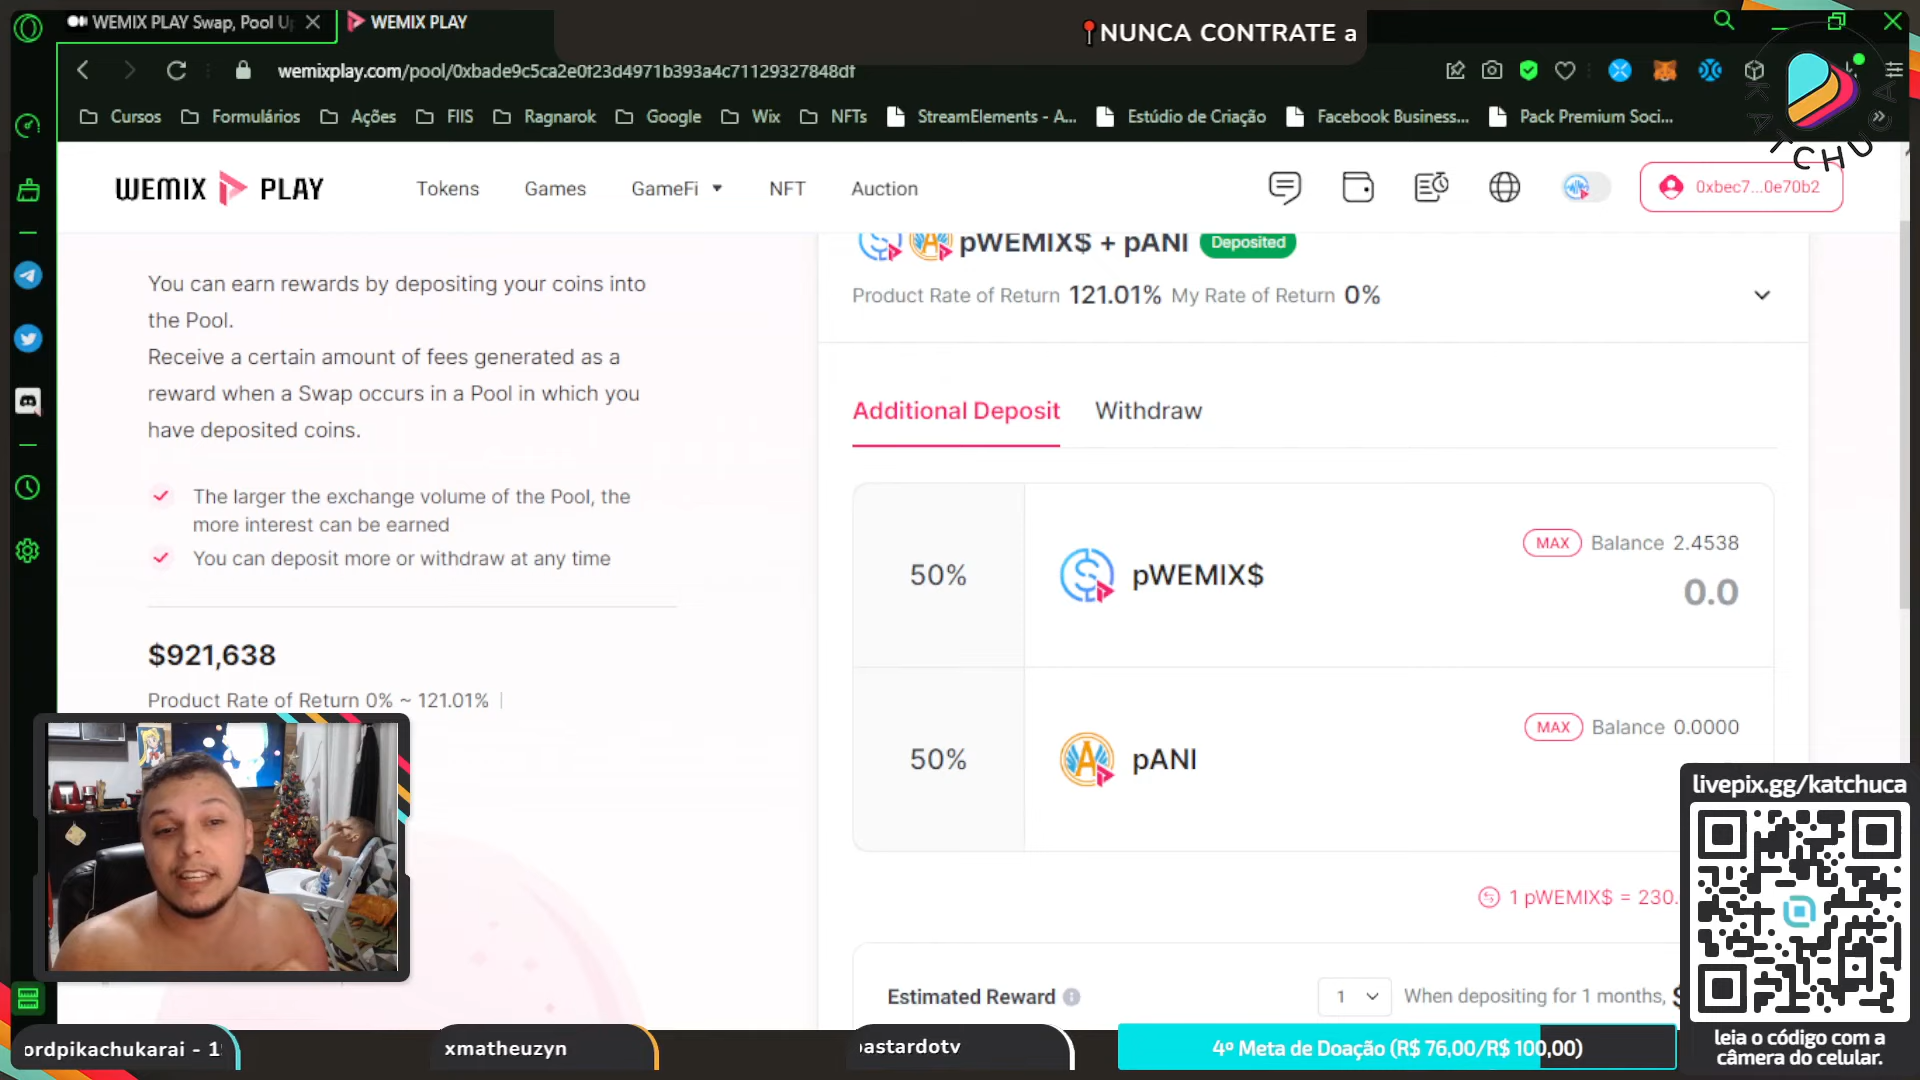 WEMIX PLAY Swap, Pool U
WEMIX PLAY
NUNCA CONTRATE a
wemixplay.com/pool/0xbade9c5ca2e0f23d4971b393a4c71129327848df
Cursos
Formulários
Ações
FIIS
Ragnarok
Google
Wix
NFTs
StreamElements - A...
Estúdio de Criação
Facebook Business...
Pack Premium Soci...
KATCHUCA
WEMIX PLAY
Tokens
Games
GameFi
NFT
Auction
0xbec7...0e70b2
You can earn rewards by depositing your coins into
the Pool.
Receive a certain amount of fees generated as a
reward when a Swap occurs in a Pool in which you
have deposited coins.
The larger the exchange volume of the Pool, the
more interest can be earned
You can deposit more or withdraw at any time
$921,638
Product Rate of Return 0% ~ 121.01%
pWEMIX$ + pANI
Deposited
Product Rate of Return 121.01% My Rate of Return 0%
Additional Deposit
Withdraw
50%
pWEMIX$
MAX
Balance 2.4538
0.0
50%
pANI
MAX
Balance 0.0000
1 pWEMIX$ = 230.
Estimated Reward
1
When depositing for 1 months, $
livepix.gg/katchuca
leia o código com a
câmera do celular.
ordpikachukarai - 1
xmatheuzyn
astardotv
4º Meta de Doação (R$ 76,00/R$ 100,00)